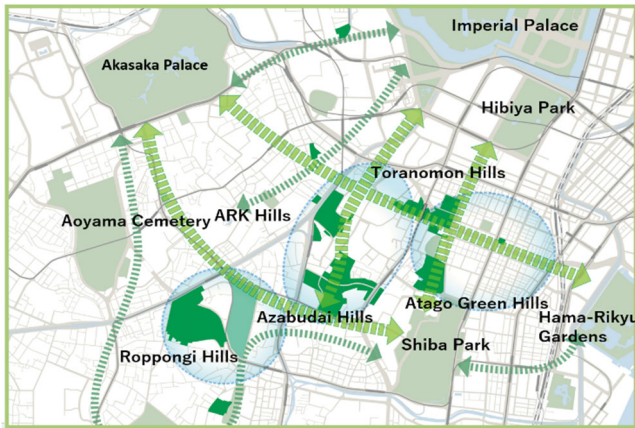 Imperial Palace
Akasaka Palace
Hibiya Park
Toranomon Hills
Aoyama Cemetery
ARK Hills
Atago Green Hills
Azabudai Hills
Hama-Rikyu
Gardens
Shiba Park
Roppongi Hills